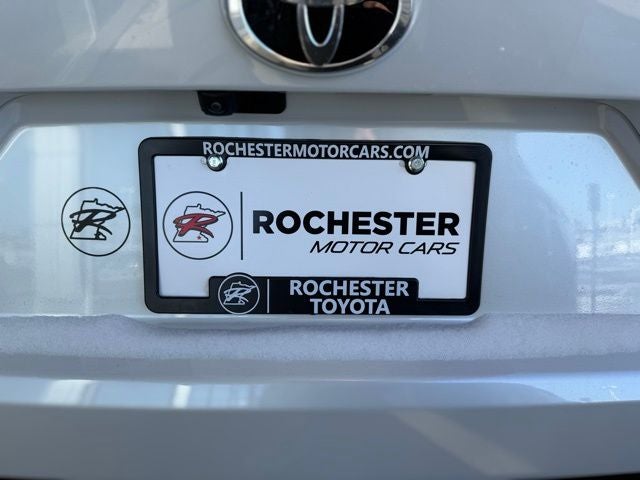 ROCHESTERMOTORCARS.COM
R
R
ROCHESTER
MOTOR CARS
R
ROCHESTER
TOYOTA